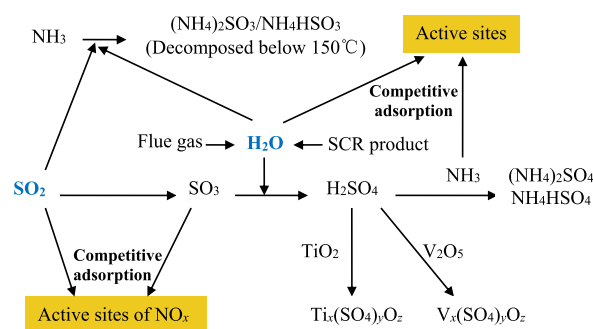 NH3
(NH4)2SO3/NH4HSO3
(Decomposed below 150℃)
Active sites
Competitive
adsorption
Flue gas
H2O
SCR product
SO2
SO3
H2SO4
NH3
(NH4)2SO4
NH4HSO4
Competitive
adsorption
TiO2
V2O5
Active sites of NOx
Tix(SO4)yOz
Vx(SO4)yOz